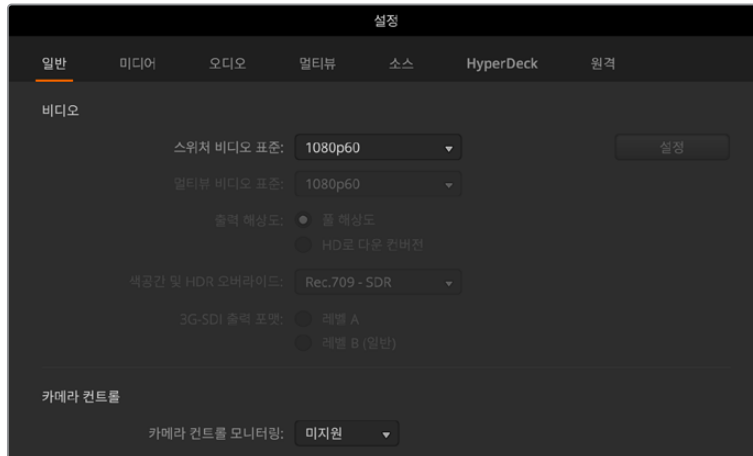 설정
일반 미디어 오디오 멀티뷰 소스 HyperDeck 원격
비디오
스위처 비디오 표준: 1080p60 설정
멀티뷰 비디오 표준: 1080p60
출력 해상도: 풀 해상도
HD로 다운 컨버전
색공간 및 HDR 오버라이드: Rec.709 - SDR
3G-SDI 출력 포맷: 레벨 A
레벨 B (일반)
카메라 컨트롤
카메라 컨트롤 모니터링: 미지원